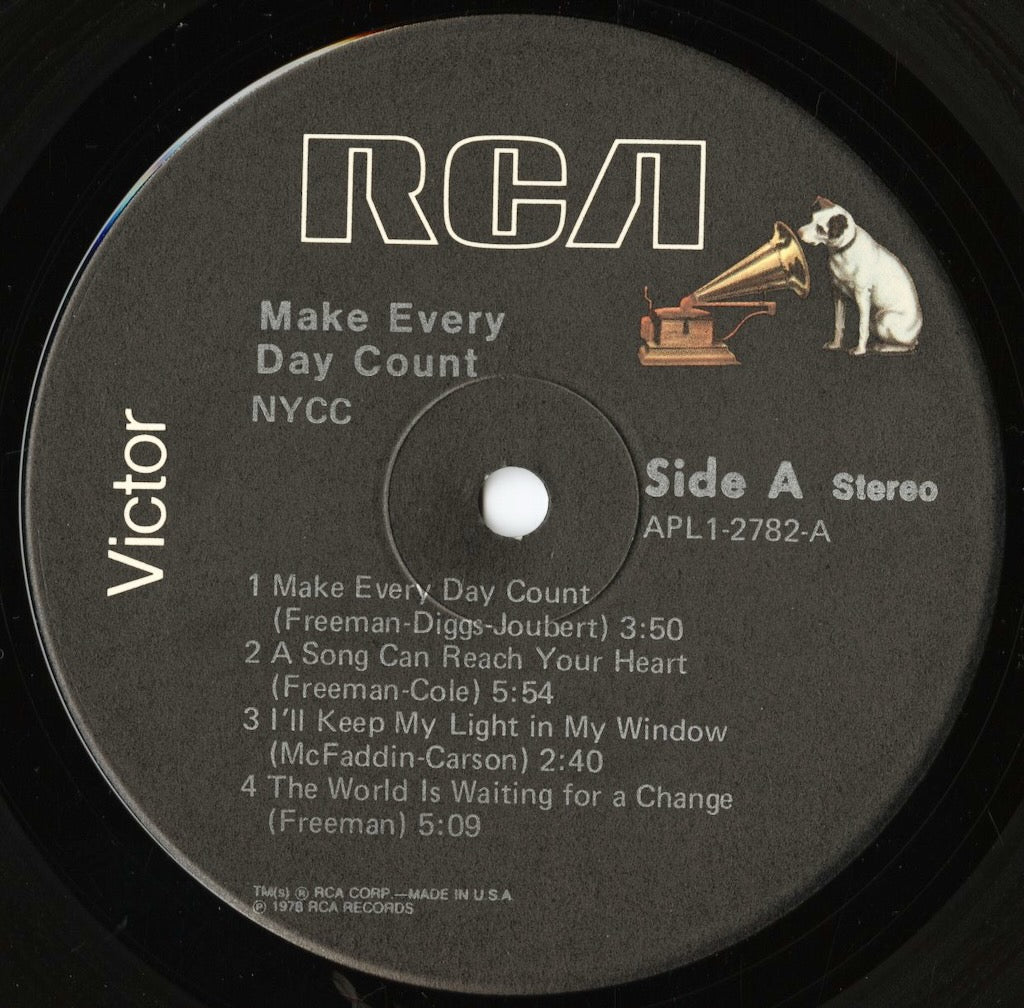 RCA
Make Every
Day Count
NYCC
Victor
Side A Stereo
APL1-2782-A
1 Make Every Day Count
(Freeman-Diggs-Joubert) 3:50
2 A Song Can Reach Your Heart
(Freeman-Cole) 5:54
3 I'll Keep My Light in My Window
(McFaddin-Carson) 2:40
4 The World Is Waiting for a Change
(Freeman) 5:09
TM(s) ® RCA CORP.—MADE IN U.S.A
℗ 1978 RCA RECORDS